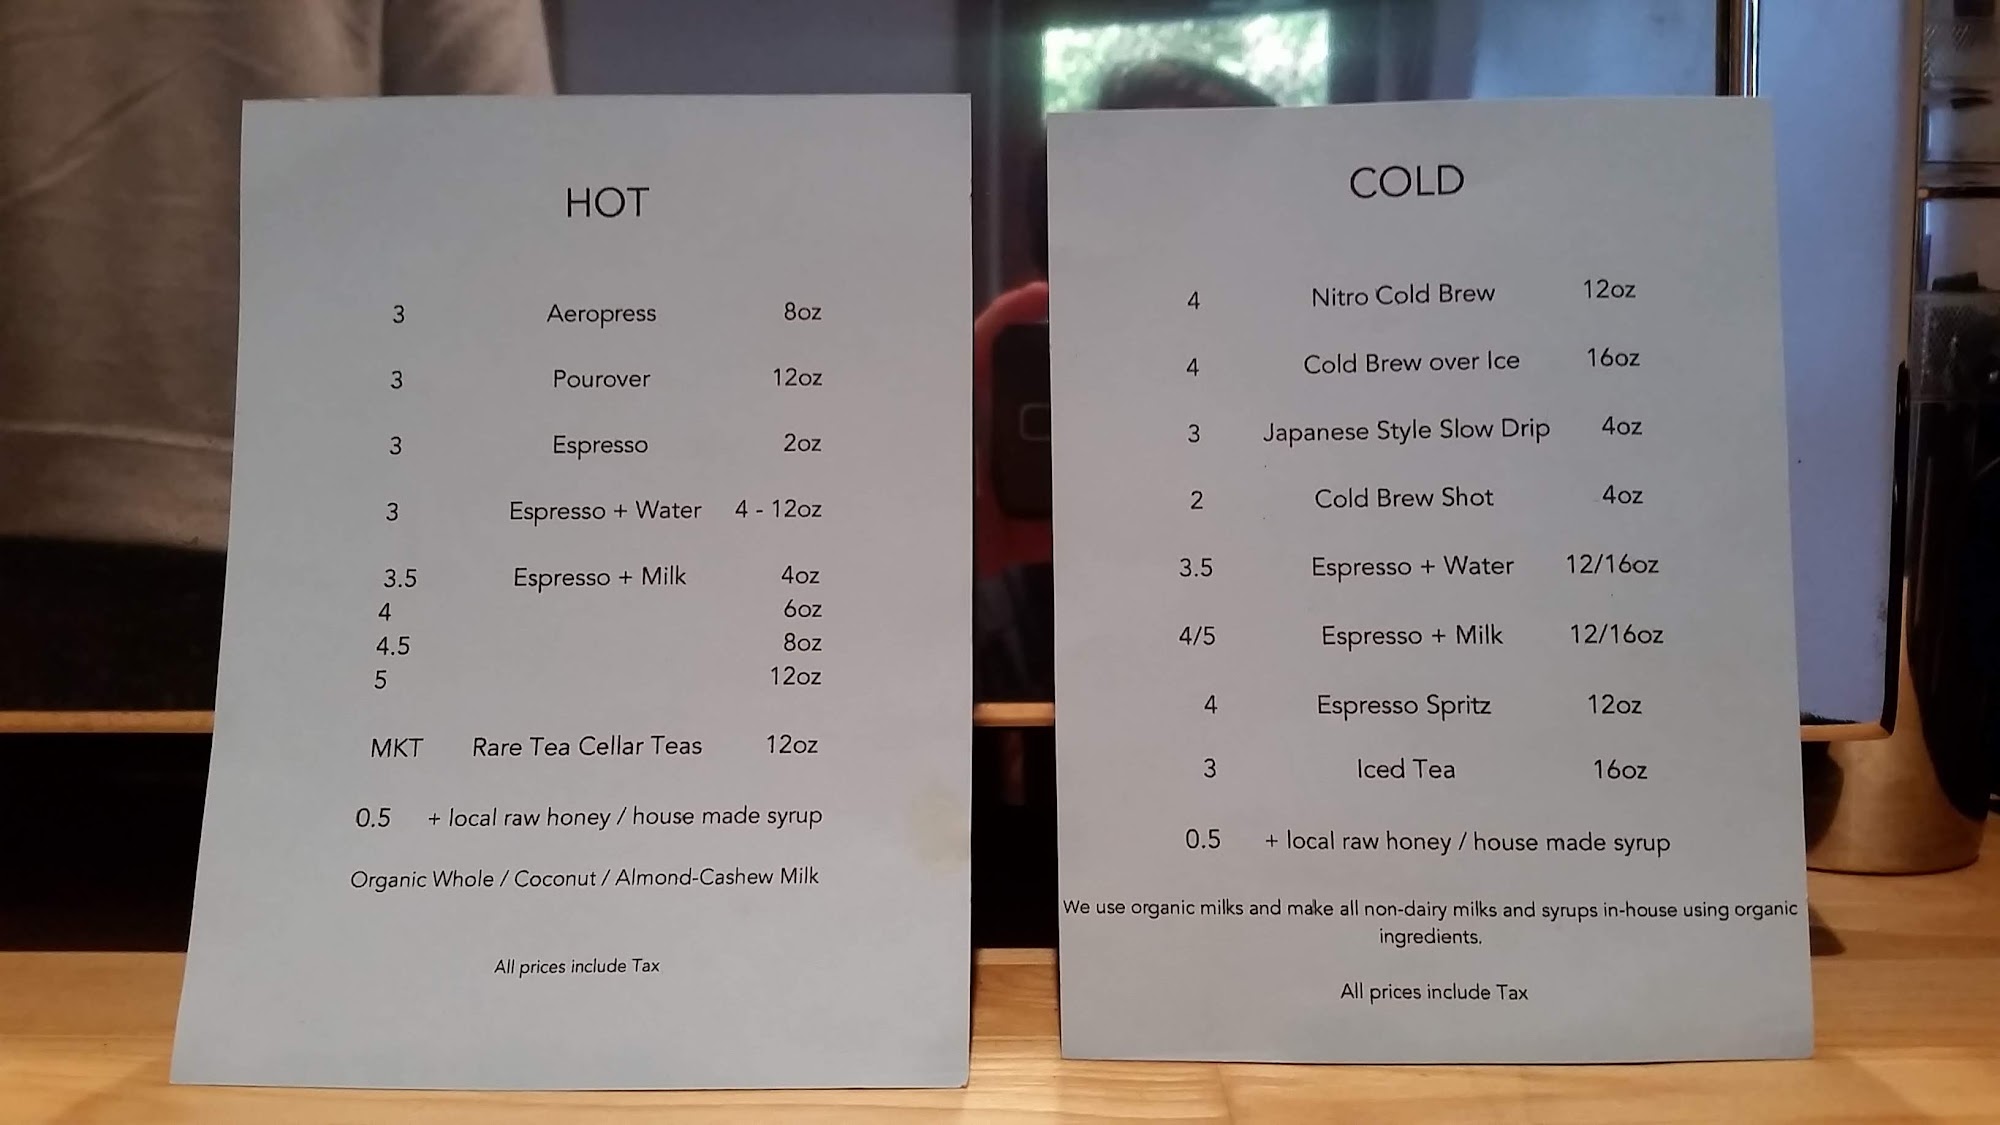 HOT
3 Aeropress 8oz
3 Pourover 12oz
3 Espresso 2oz
3 Espresso + Water 4 - 12oz
3.5 Espresso + Milk 4oz
4 6oz
4.5 8oz
5 12oz
MKT Rare Tea Cellar Teas 12oz
0.5 + local raw honey / house made syrup
Organic Whole / Coconut / Almond-Cashew Milk
All prices include Tax
COLD
4 Nitro Cold Brew 12oz
4 Cold Brew over Ice 16oz
3 Japanese Style Slow Drip 4oz
2 Cold Brew Shot 4oz
3.5 Espresso + Water 12/16oz
4/5 Espresso + Milk 12/16oz
4 Espresso Spritz 12oz
3 Iced Tea 16oz
0.5 + local raw honey / house made syrup
We use organic milks and make all non-dairy milks and syrups in-house using organic
ingredients.
All prices include Tax